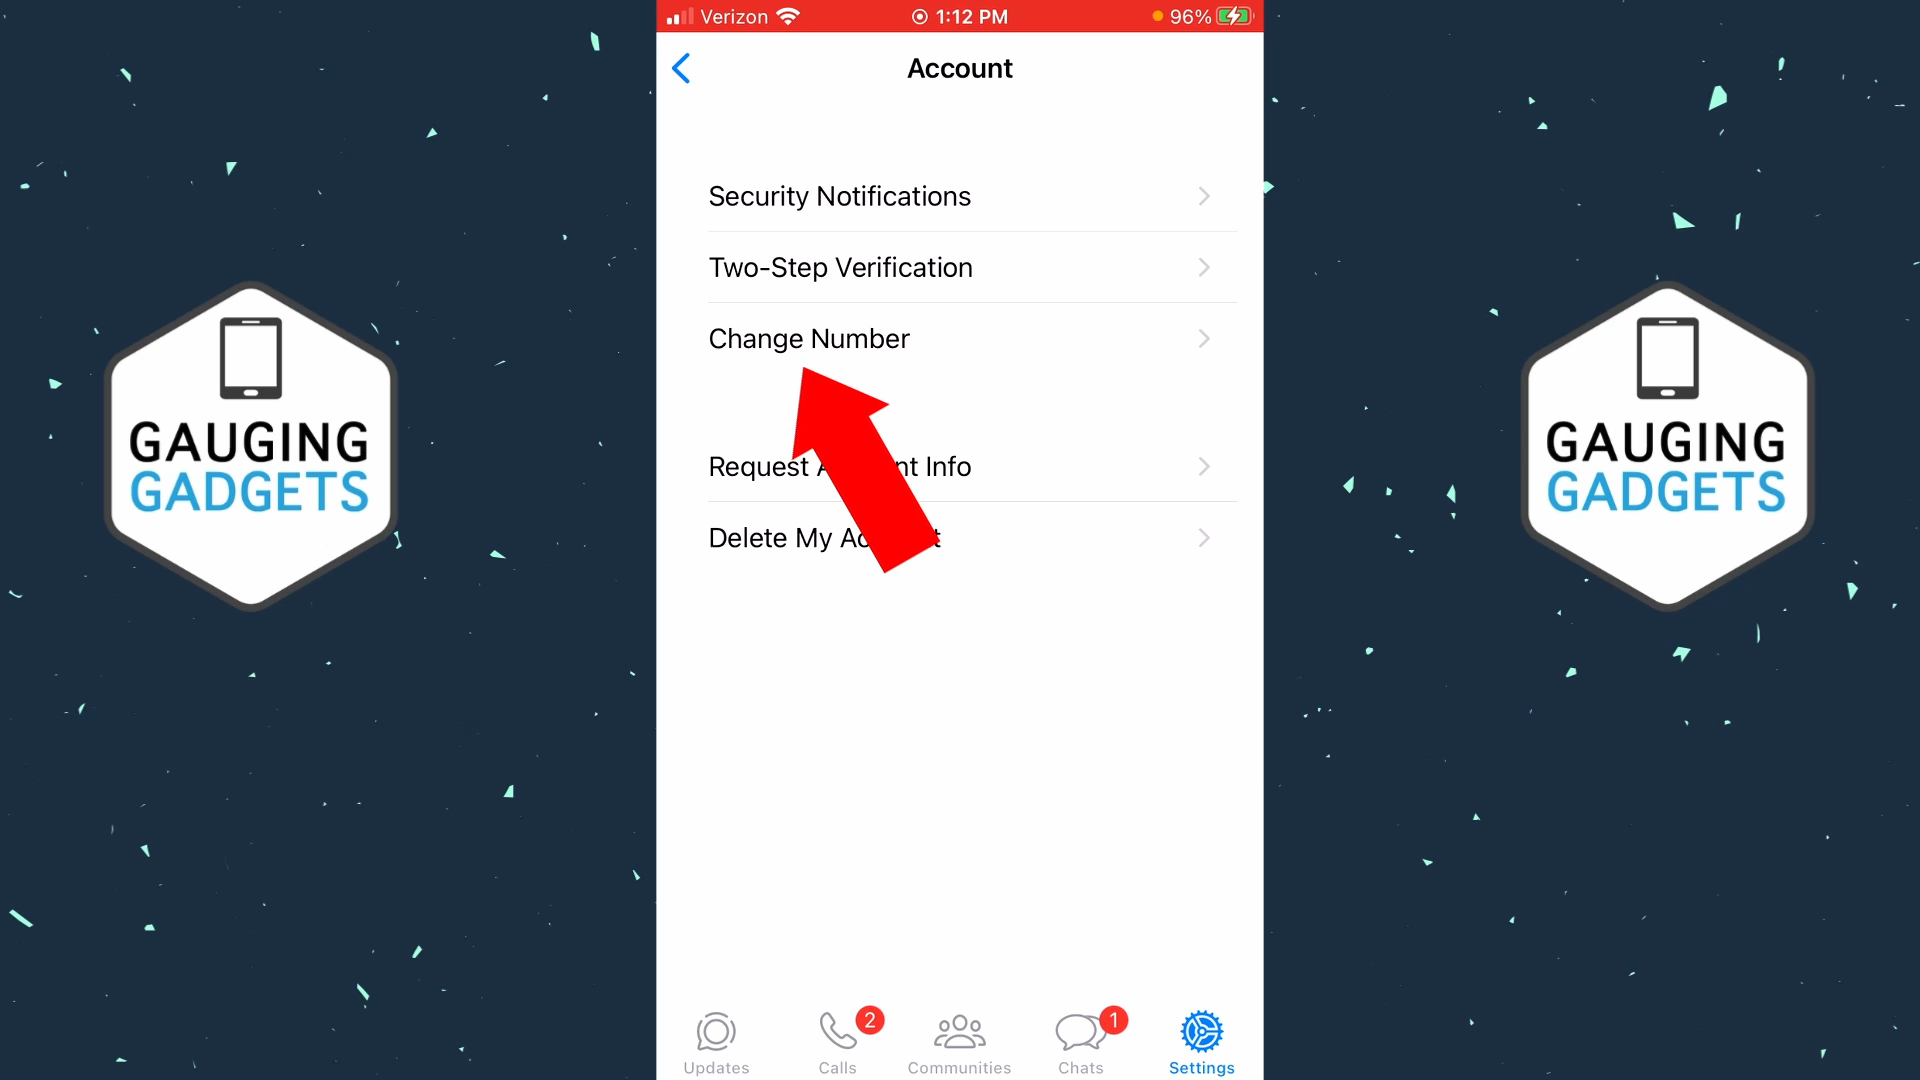 Verizon 1:12 PM 96%
Account
Security Notifications
Two-Step Verification
Change Number
Request A nt Info
Delete My Ac t
GAUGING
GADGETS
GAUGING
GADGETS
2
1
Updates Calls Communities Chats Settings